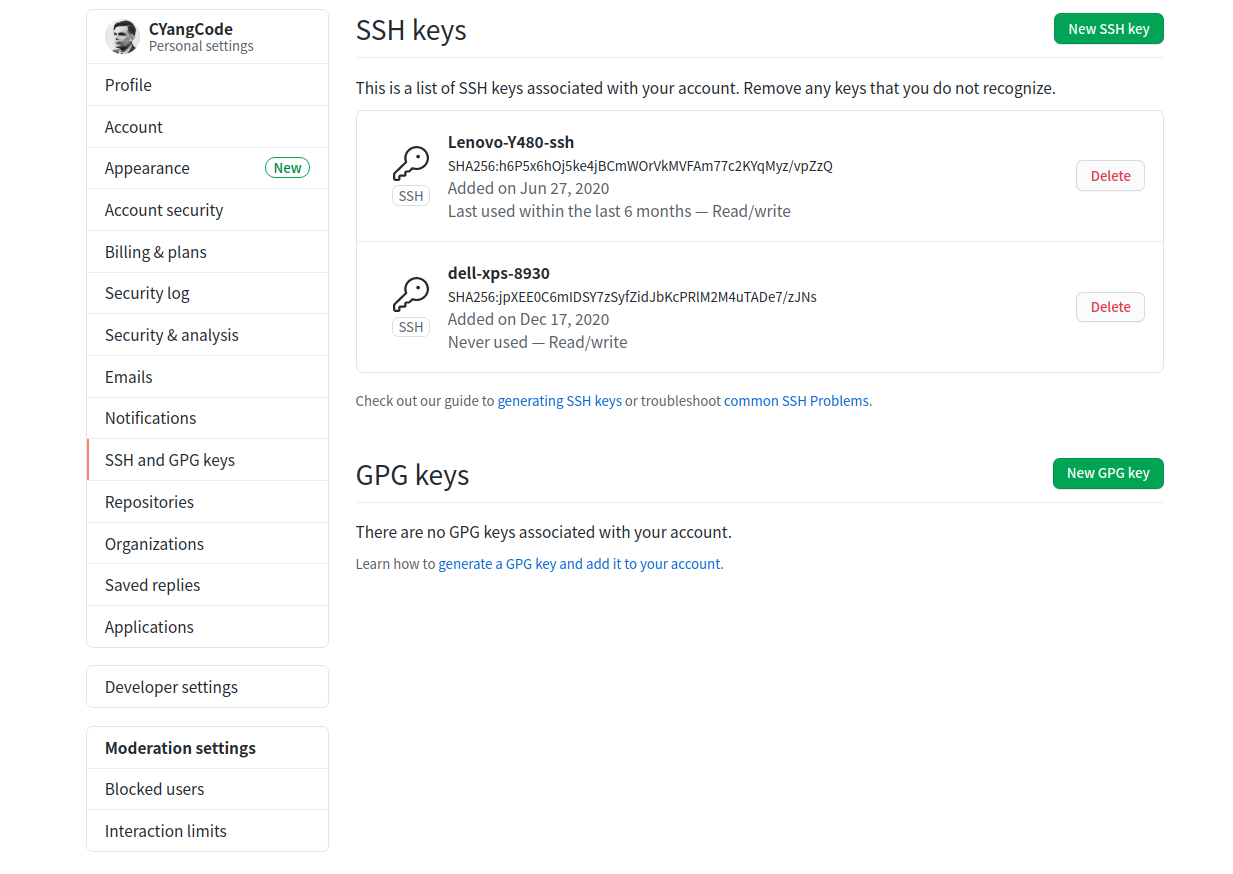 CYangCode
Personal settings
Profile
Account
Appearance New
Account security
Billing & plans
Security log
Security & analysis
Emails
Notifications
SSH and GPG keys
Repositories
Organizations
Saved replies
Applications
Developer settings
Moderation settings
Blocked users
Interaction limits
SSH keys
New SSH key
This is a list of SSH keys associated with your account. Remove any keys that you do not recognize.
Lenovo-Y480-ssh
SHA256:h6P5x6hOj5ke4jBCmWOrVkMVFAm77c2KYqMyz/vpZzQ
Added on Jun 27, 2020
Last used within the last 6 months — Read/write
SSH
Delete
dell-xps-8930
SHA256:jpXEE0C6mIDSY7zSyfZidJbKcPRlM2M4uTADe7/zJNs
Added on Dec 17, 2020
Never used — Read/write
SSH
Delete
Check out our guide to generating SSH keys or troubleshoot common SSH Problems.
GPG keys
New GPG key
There are no GPG keys associated with your account.
Learn how to generate a GPG key and add it to your account.